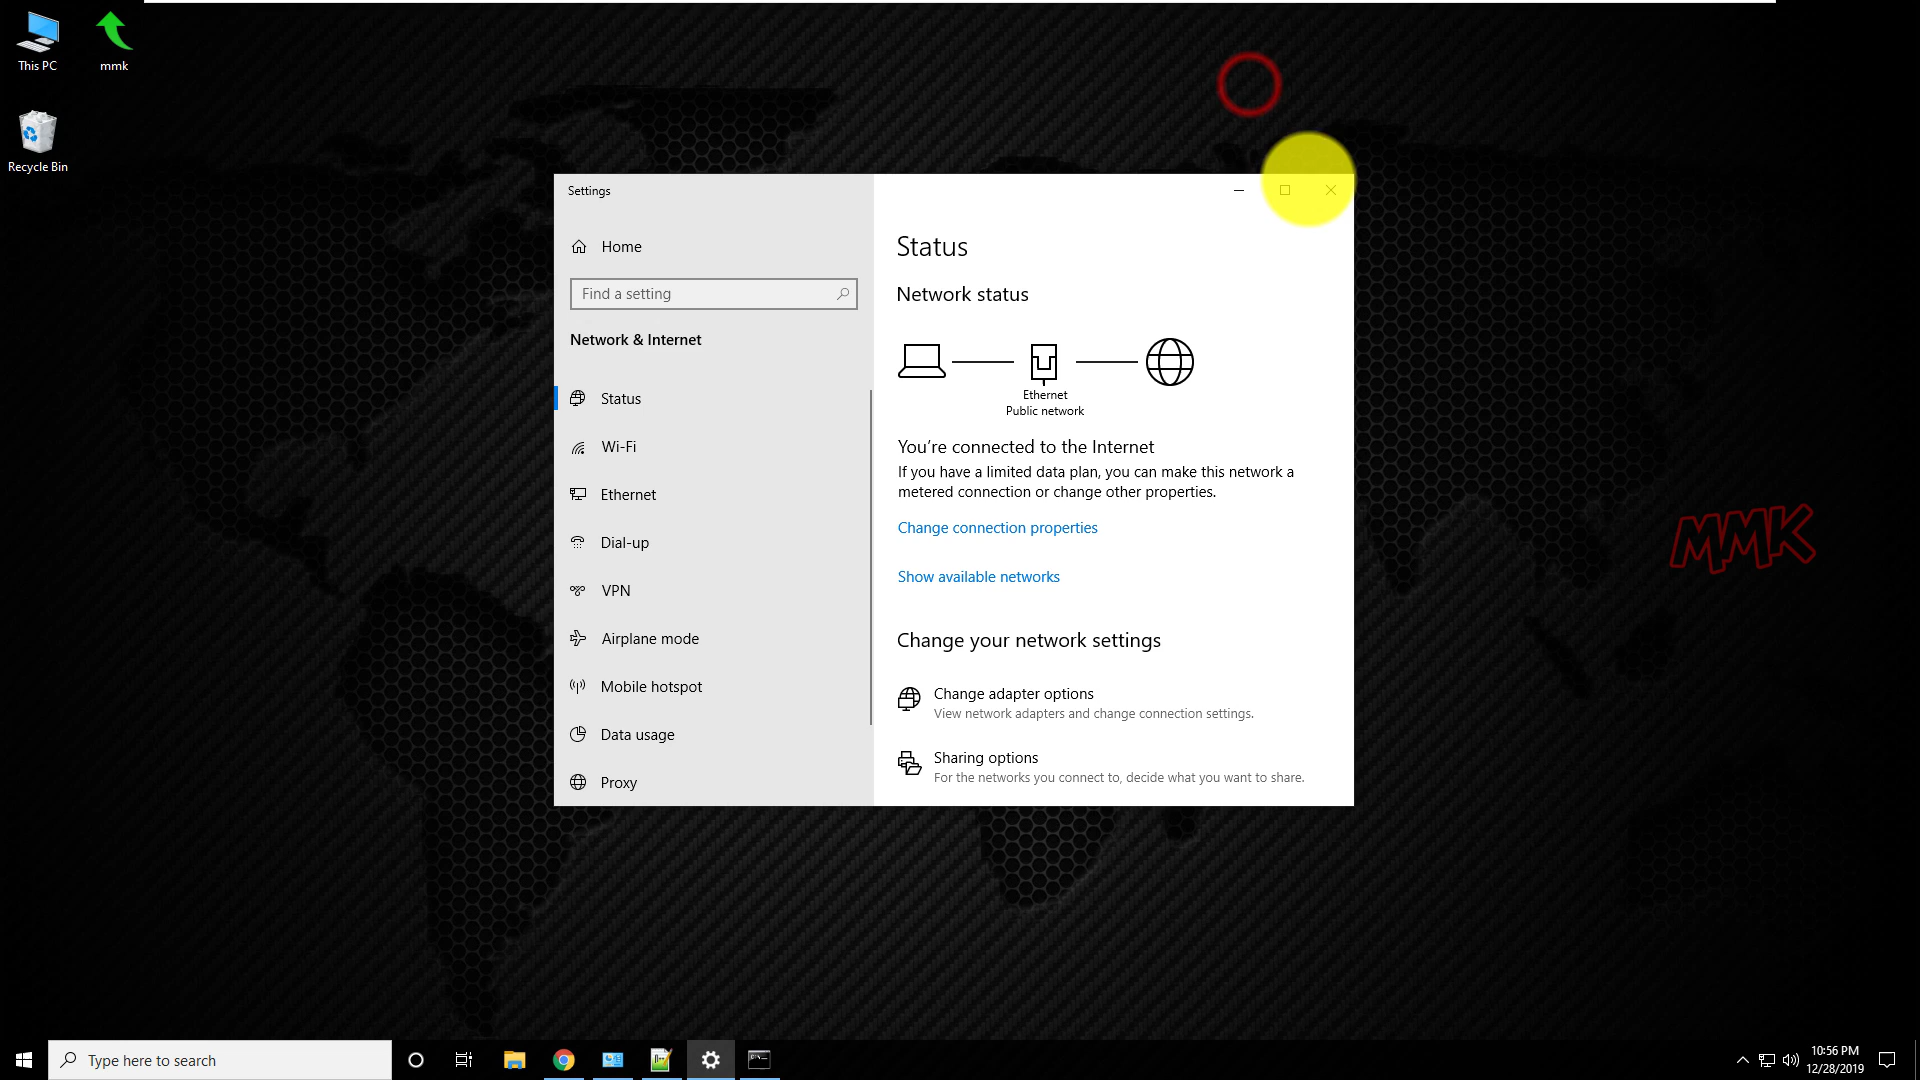 This PC
mmk
Recycle Bin
Settings
Home
Find a setting
Network & Internet
Status
Wi-Fi
Ethernet
Dial-up
VPN
Airplane mode
Mobile hotspot
Data usage
Proxy
Status
Network status
Ethernet
Public network
You're connected to the Internet
If you have a limited data plan, you can make this network a
metered connection or change other properties.
Change connection properties
Show available networks
Change your network settings
Change adapter options
View network adapters and change connection settings.
Sharing options
For the networks you connect to, decide what you want to share.
MMK
Type here to search
10:56 PM
12/28/2019